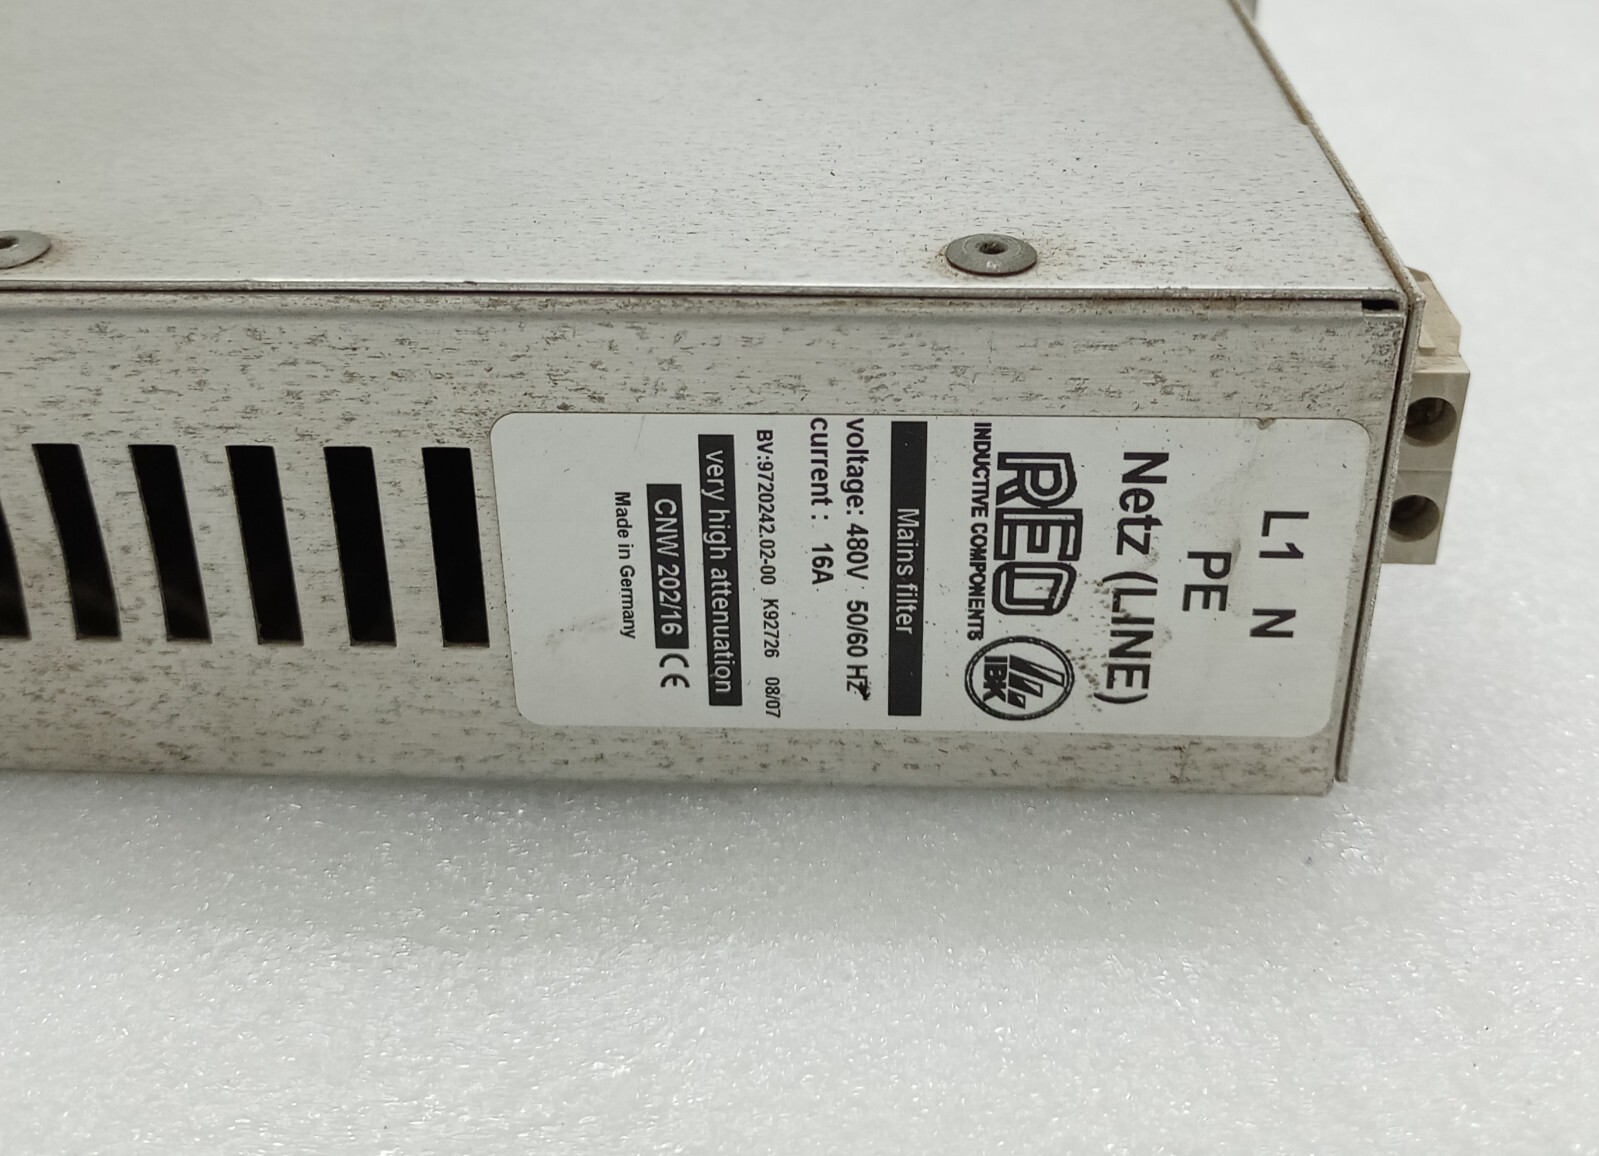 L1 N
PE
Netz (LINE)
REO IBK
INDUCTIVE COMPONENTS
Mains filter
voltage: 480V 50/60 HZ
current : 16A
BV:9720242.02-00 K92726 08/07
very high attenuation
CNW 202/16 CE
Made in Germany